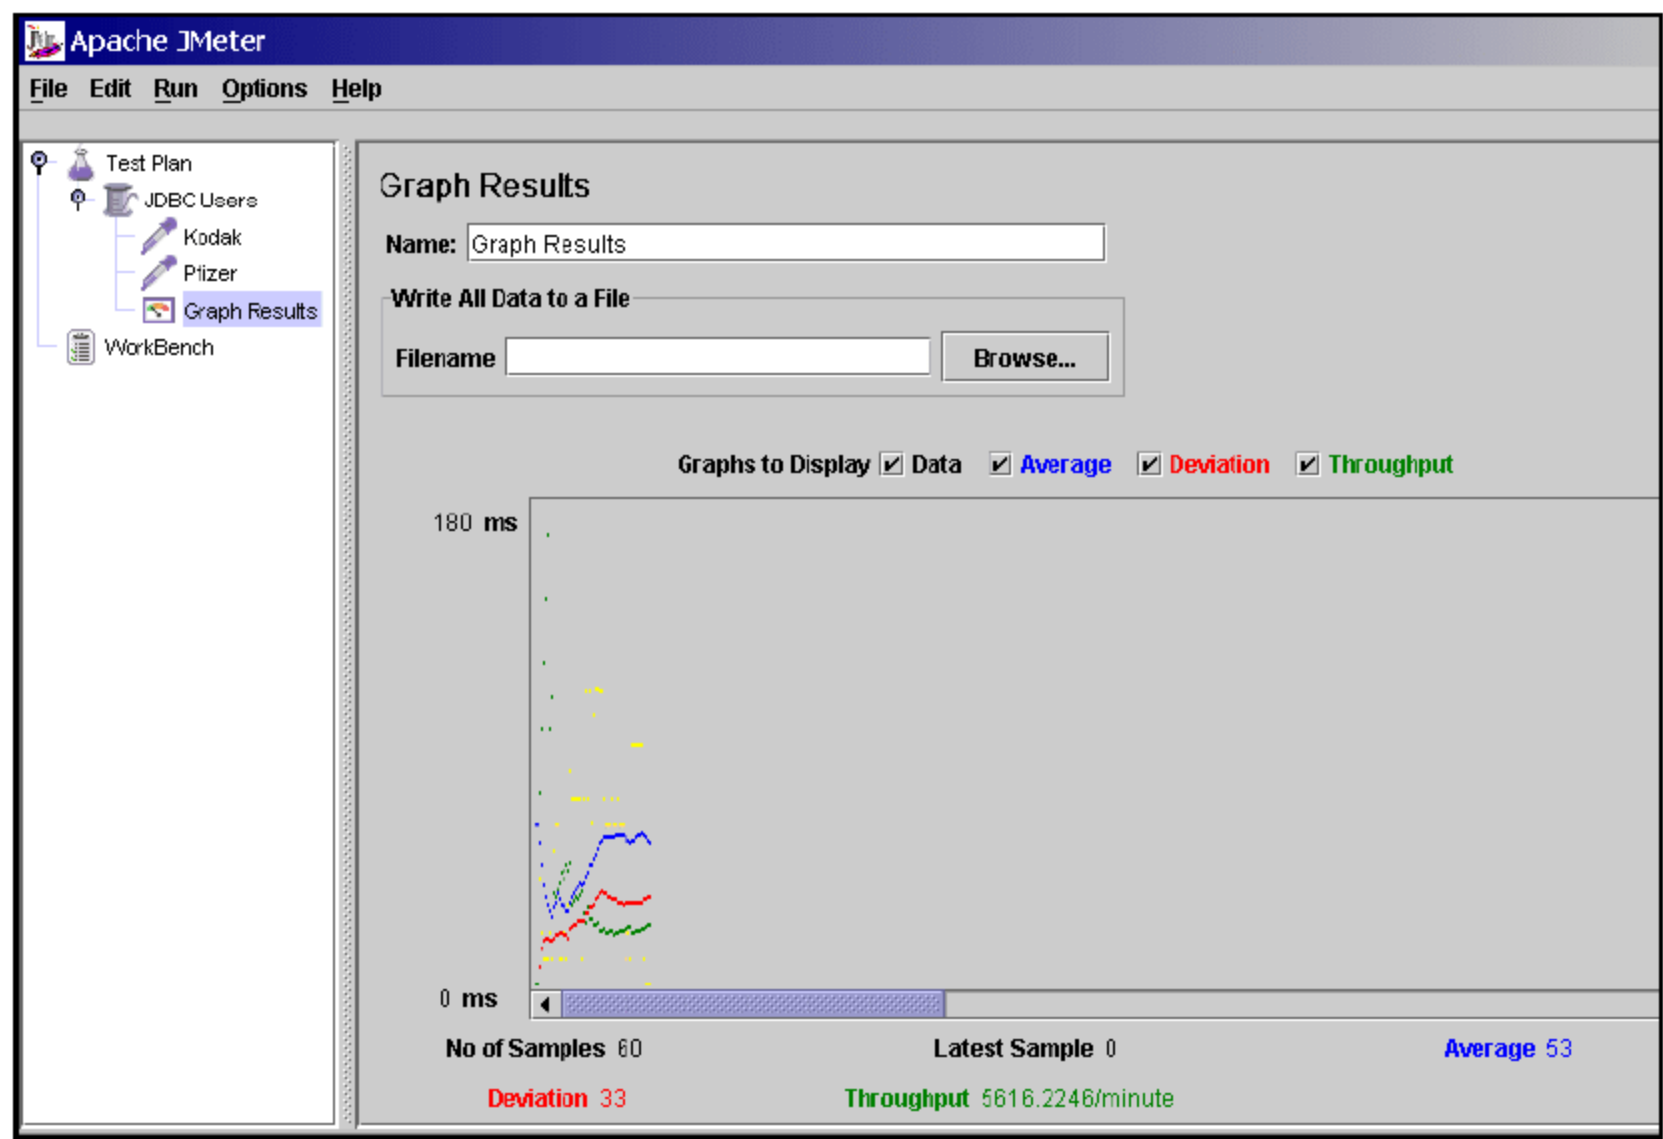 Apache JMeter
File Edit Run Options Help
Test Plan
JDBC Users
Kodak
Pfizer
Graph Results
WorkBench
Graph Results
Name: Graph Results
Write All Data to a File
Filename Browse...
Graphs to Display Data Average Deviation Throughput
180 ms
0 ms
No of Samples 60 Latest Sample 0 Average 53
Deviation 33 Throughput 5616.2246/minute